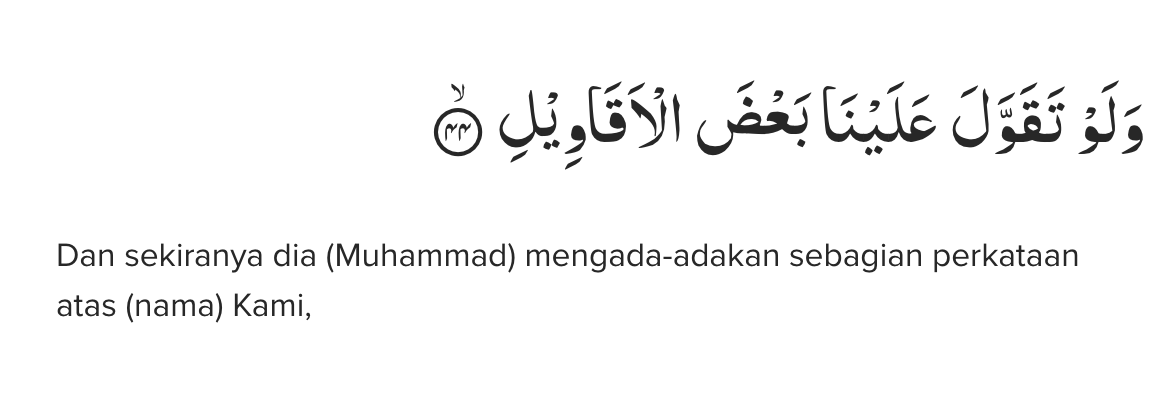 وَلَوْ تَقَوَّلَ عَلَيْنَا بَعْضَ الْاَقَاوِيْلِۙ ٤٤
Dan sekiranya dia (Muhammad) mengada-adakan sebagian perkataan
atas (nama) Kami,